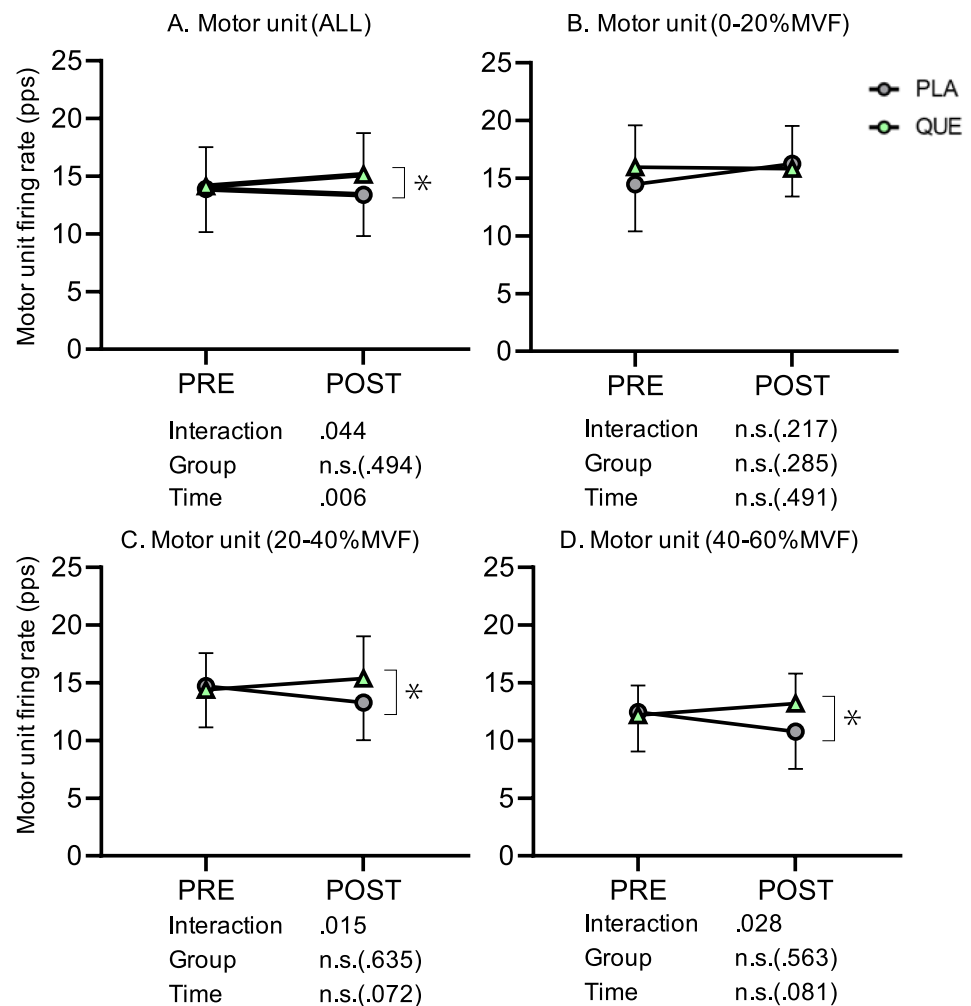 A. Motor unit (ALL)
B. Motor unit (0-20%MVF)
PLA
QUE
Motor unit firing rate (pps)
25
20
15
10
5
0
*
PRE POST
25
20
15
10
5
0
PRE POST
Interaction .044
Group n.s.(.494)
Time .006
Interaction n.s.(.217)
Group n.s.(.285)
Time n.s.(.491)
C. Motor unit (20-40%MVF)
D. Motor unit (40-60%MVF)
Motor unit firing rate (pps)
25
20
15
10
5
0
*
PRE POST
25
20
15
10
5
0
*
PRE POST
Interaction .015
Group n.s.(.635)
Time n.s.(.072)
Interaction .028
Group n.s.(.563)
Time n.s.(.081)